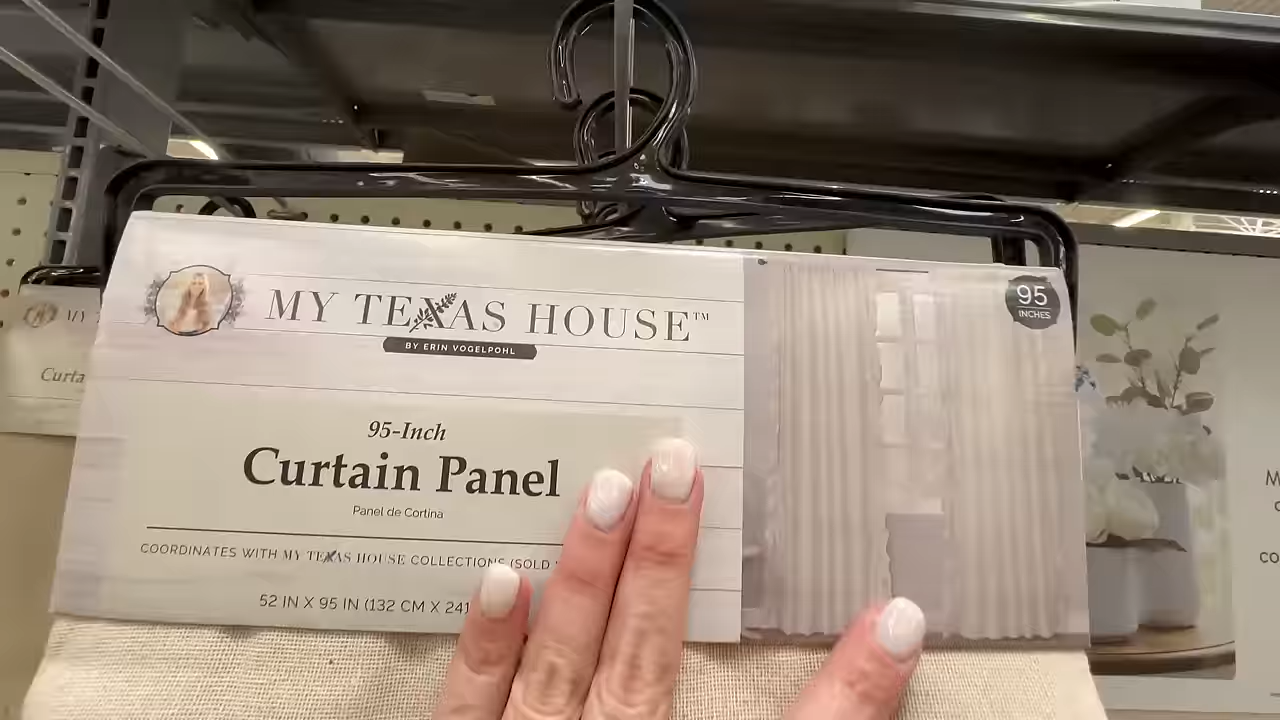 MY TEXAS HOUSE™
BY ERIN VOGELPOHL
95
INCHES
95-Inch
Curtain Panel
Panel de Cortina
COORDINATES WITH MY TEXAS HOUSE COLLECTIONS (SOLD
52 IN X 95 IN (132 CM X 241
MY
Curta